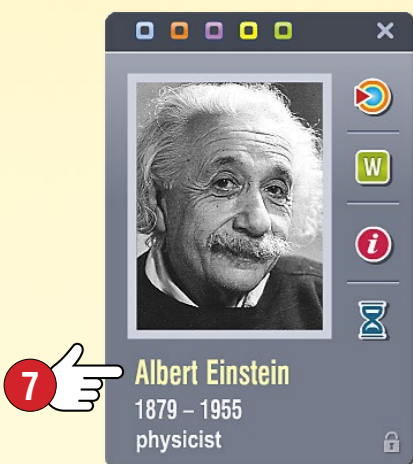 W
i
7
Albert Einstein
1879 – 1955
physicist